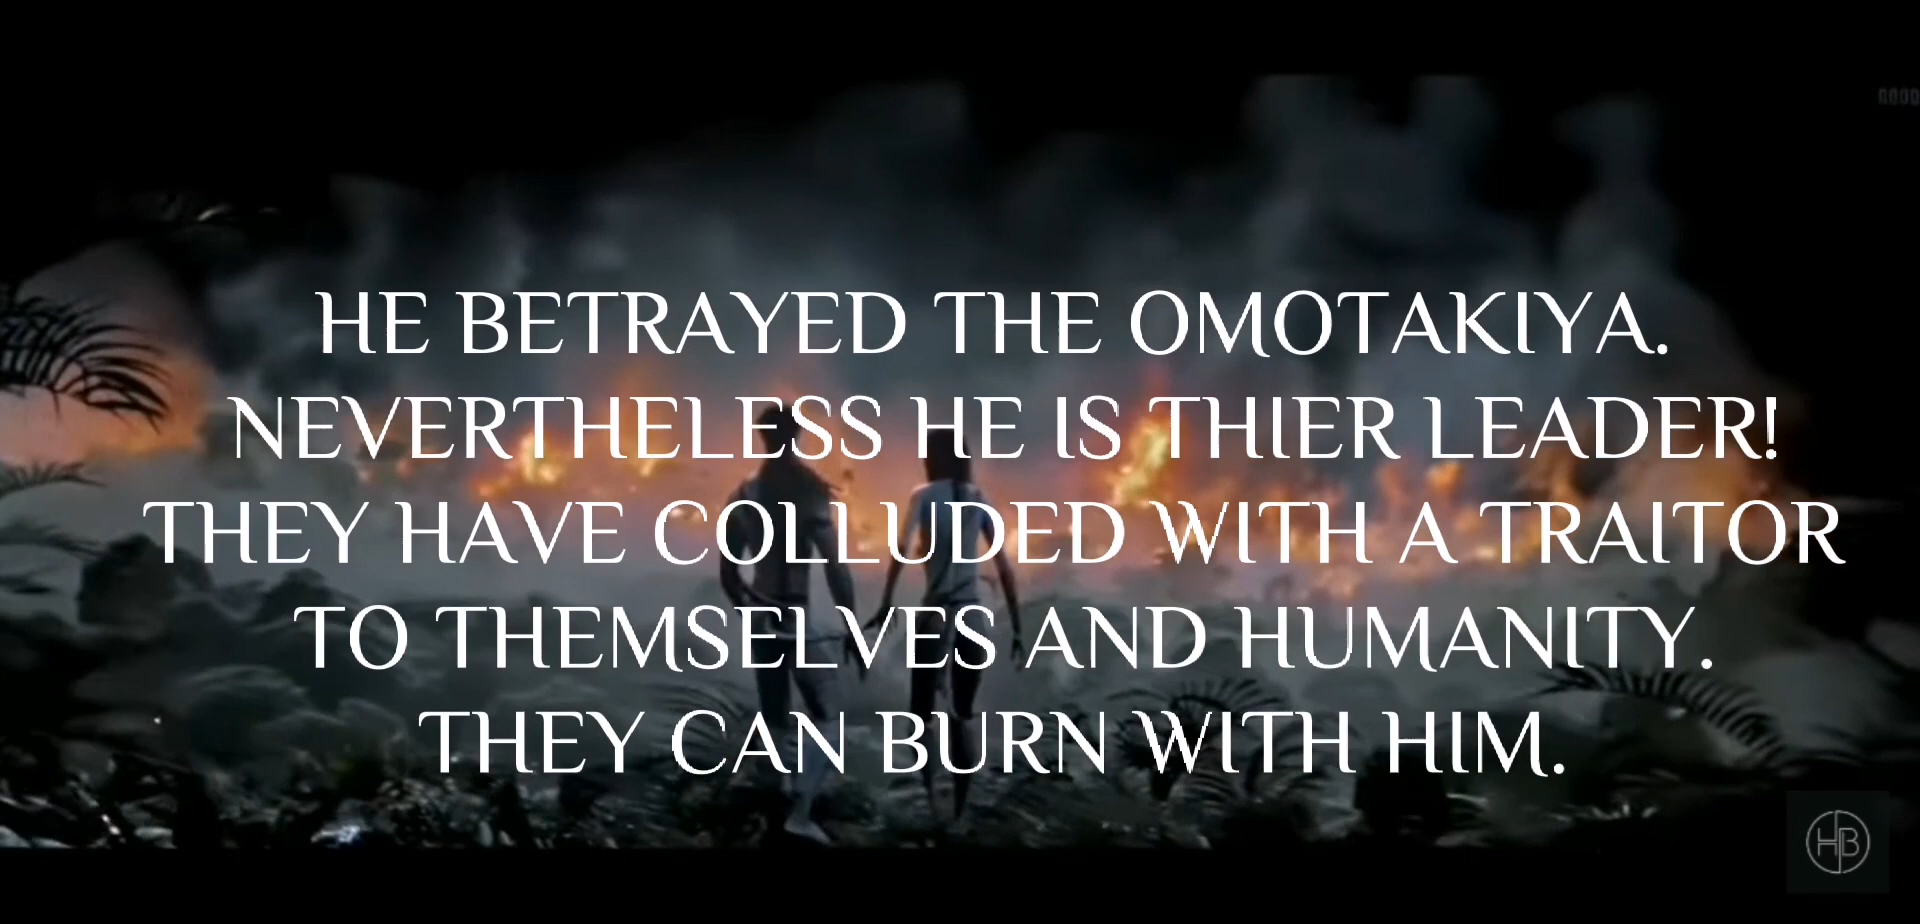 HE BETRAYED THE OMOTAKIYA.
NEVERTHELESS HE IS THIER LEADER!
THEY HAVE COLLUDED WITH A TRAITOR
TO THEMSELVES AND HUMANITY.
THEY CAN BURN WITH HIM.
HB